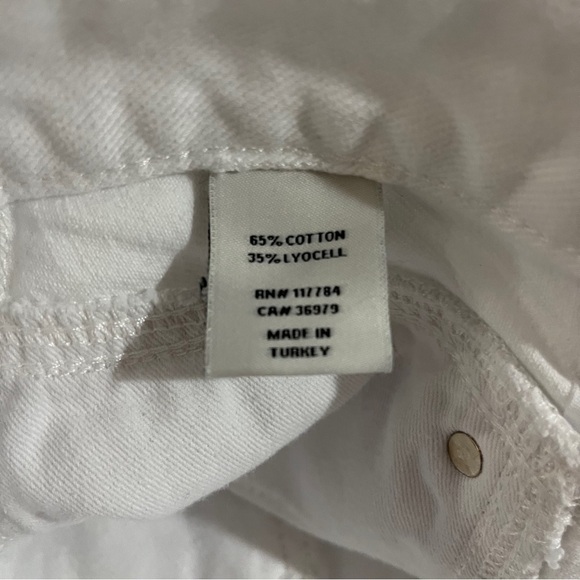 65% COTTON
35% LYOCELL
RN# 117784
CA# 36979
MADE IN
TURKEY